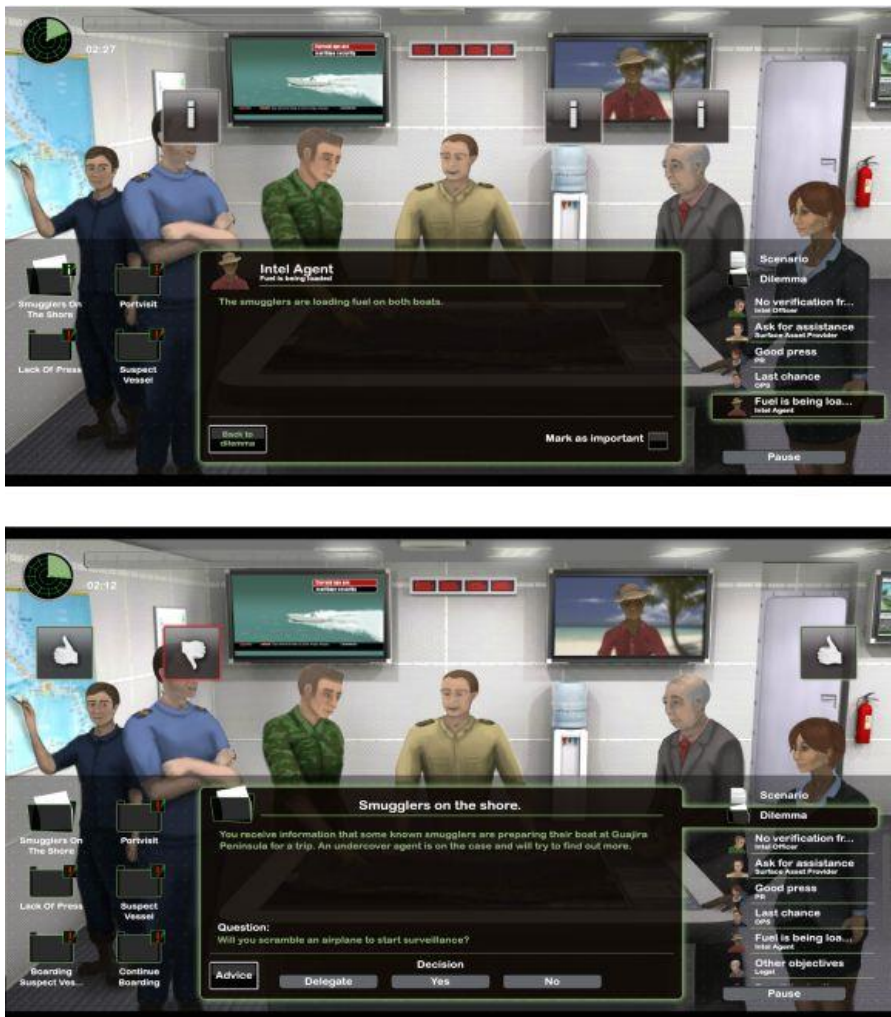 02:27
Intel Agent
Fuel is being loaded
The smugglers are loading fuel on both boats.
Back to
dilemma
Mark as important
Smugglers On
The Shore
Portvisit
Lack Of Press
Suspect
Vessel
Scenario
Dilemma
No verification fr...
Intel Officer
Ask for assistance
Surface Asset Provider
Good press
PR
Last chance
OPS
Fuel is being loa...
Intel Agent
Pause
02:12
Smugglers on the shore.
You receive information that some known smugglers are preparing their boat at Guajira
Peninsula for a trip. An undercover agent is on the case and will try to find out more.
Question:
Will you scramble an airplane to start surveillance?
Advice
Decision
Delegate
Yes
No
Smugglers On
The Shore
Portvisit
Lack Of Press
Suspect
Vessel
Boarding
Suspect Ves...
Continue
Boarding
Scenario
Dilemma
No verification fr...
Intel Officer
Ask for assistance
Surface Asset Provider
Good press
PR
Last chance
OPS
Fuel is being loa...
Intel Agent
Other objectives
Legal
Pause